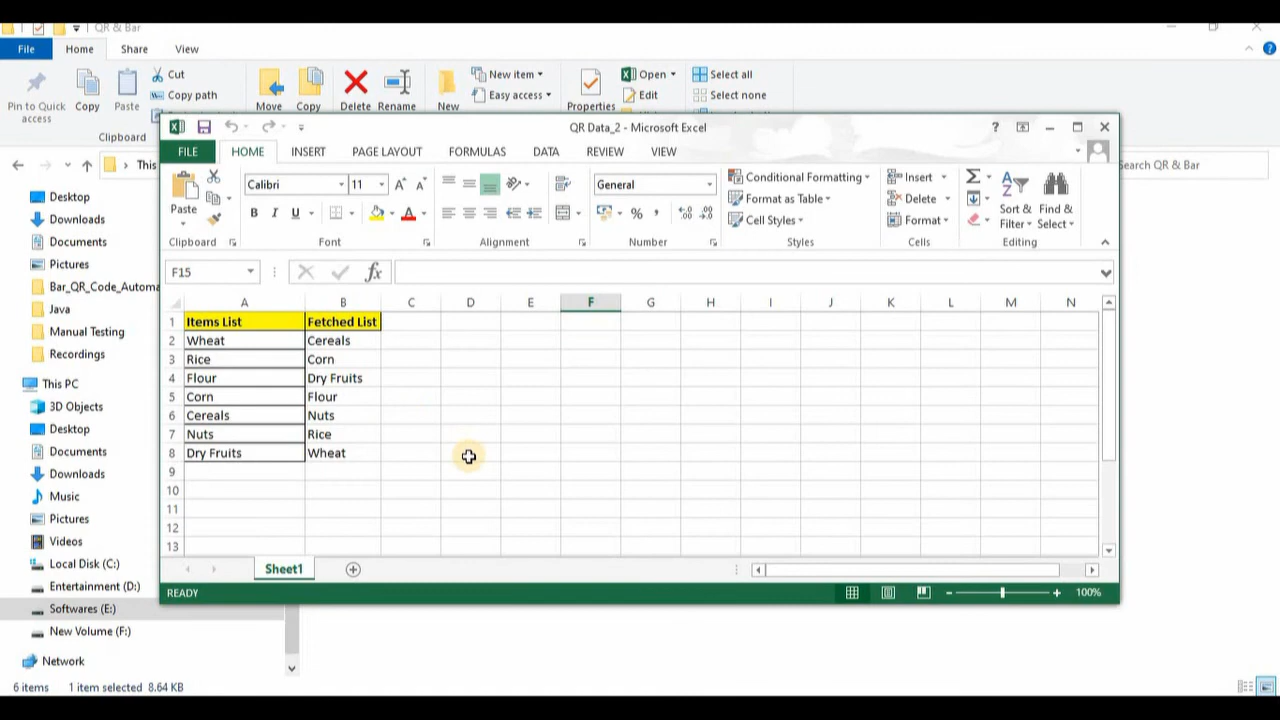 QR & Bar
File Home Share View
Pin to Quick access
Copy
Paste
Cut
Copy path
Clipboard
Move
Copy
Delete
Rename
New
New item
Easy access
Properties
Open
Edit
Select all
Select none
This
Search QR & Bar
Desktop
Downloads
Documents
Pictures
Bar_QR_Code_Automa
Java
Manual Testing
Recordings
This PC
3D Objects
Desktop
Documents
Downloads
Music
Pictures
Videos
Local Disk (C:)
Entertainment (D:)
Softwares (E:)
New Volume (F:)
Network
6 items 1 item selected 8.64 KB
QR Data_2 - Microsoft Excel
FILE HOME INSERT PAGE LAYOUT FORMULAS DATA REVIEW VIEW
Paste
Clipboard
Calibri 11
B I U
Font
Alignment
General
%
Number
Conditional Formatting
Format as Table
Cell Styles
Styles
Insert
Delete
Format
Cells
Sort & Filter
Find & Select
Editing
F15 fx
A B C D E F G H I J K L M N
1 Items List Fetched List
2 Wheat Cereals
3 Rice Corn
4 Flour Dry Fruits
5 Corn Flour
6 Cereals Nuts
7 Nuts Rice
8 Dry Fruits Wheat
9
10
11
12
13
Sheet1
READY 100%